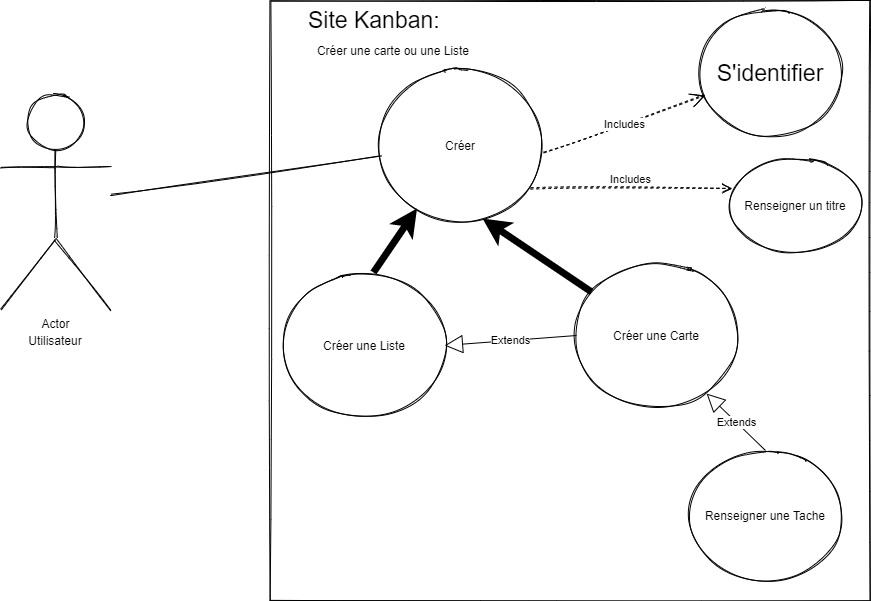 Site Kanban:
Créer une carte ou une Liste
S'identifier
Includes
Créer
Includes
Renseigner un titre
Actor
Utilisateur
Créer une Liste
Extends
Créer une Carte
Extends
Renseigner une Tache